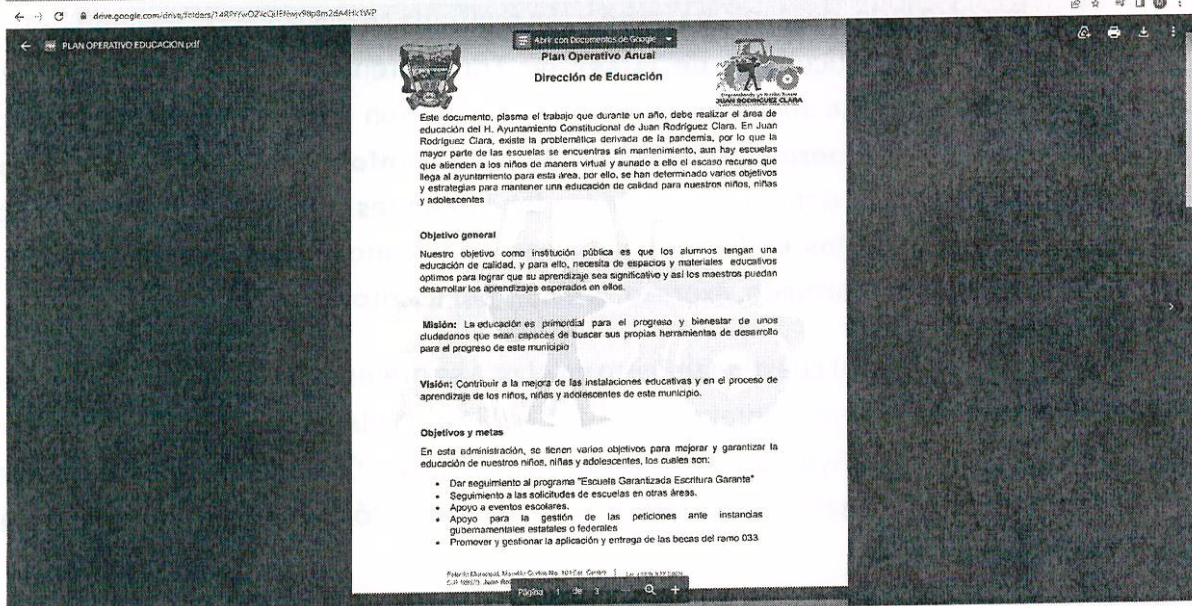 PLAN OPERATIVO EDUCACION.pdf
Abrir con Documentos de Google
Plan Operativo Anual
Dirección de Educación
JUAN RODRÍGUEZ CLARA
Este documento, plasma el trabajo que durante un año, debe realizar el área de
educación del H. Ayuntamiento Constitucional de Juan Rodríguez Clara. En Juan
Rodríguez Clara, existe la problemática derivada de la pandemia, por lo que la
mayor parte de las escuelas se encuentras sin mantenimiento, aun hay escuelas
que atienden a los niños de manera virtual y aunado a ello el escaso recurso que
llega al ayuntamiento para esta área, por ello, se han determinado varios objetivos
y estrategias para mantener una educación de calidad para nuestros niños, niñas
y adolescentes
Objetivo general
Nuestro objetivo como institución pública es que los alumnos tengan una
educación de calidad, y para ello, necesita de espacios y materiales educativos
óptimos para lograr que su aprendizaje sea significativo y así los maestros puedan
desarrollar los aprendizajes esperados en ellos.
Misión: La educación es primordial para el progreso y bienestar de unos
ciudadanos que sean capaces de buscar sus propias herramientas de desarrollo
para el progreso de este municipio
Visión: Contribuir a la mejora de las instalaciones educativas y en el proceso de
aprendizaje de los niños, niñas y adolescentes de este municipio.
Objetivos y metas
En esta administración, se tienen varios objetivos para mejorar y garantizar la
educación de nuestros niños, niñas y adolescentes, los cuales son:
• Dar seguimiento al programa "Escuela Garantizada Escritura Garante"
• Seguimiento a las solicitudes de escuelas en otras áreas.
• Apoyo a eventos escolares.
• Apoyo para la gestión de las peticiones ante instancias
gubernamentales estatales o federales
• Promover y gestionar la aplicación y entrega de las becas del ramo 033
Página 1 de 3